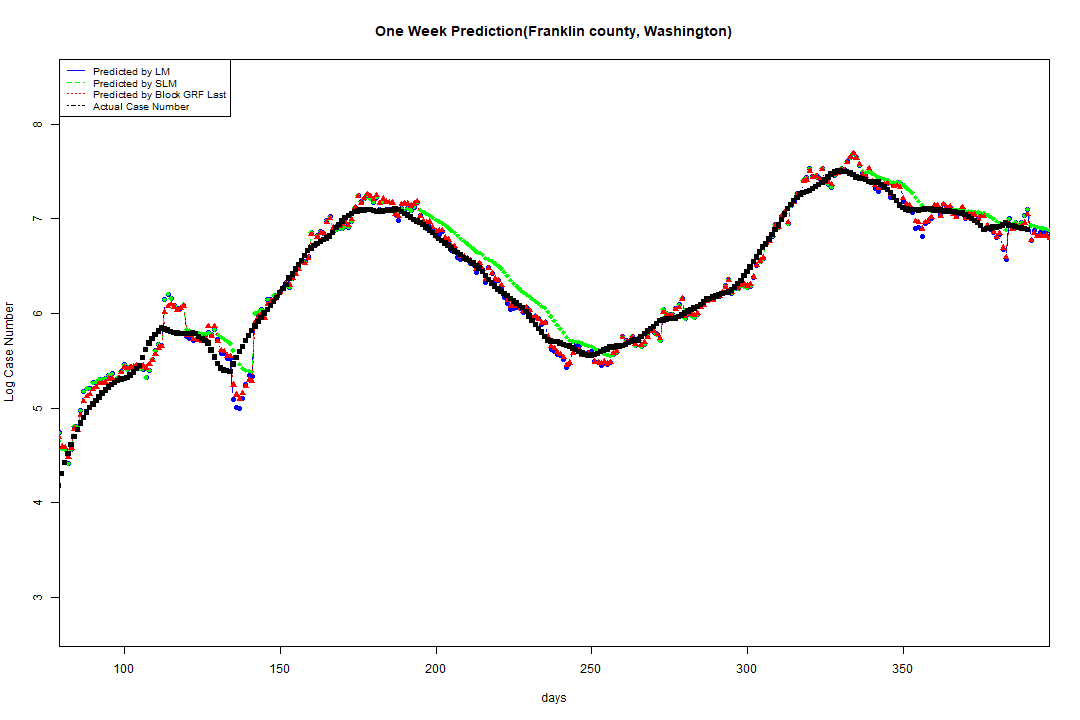 One Week Prediction(Franklin county, Washington)
Predicted by LM
Predicted by SLM
Predicted by Block GRF Last
Actual Case Number
Log Case Number
8
7
6
5
4
3
100 150 200 250 300 350
days